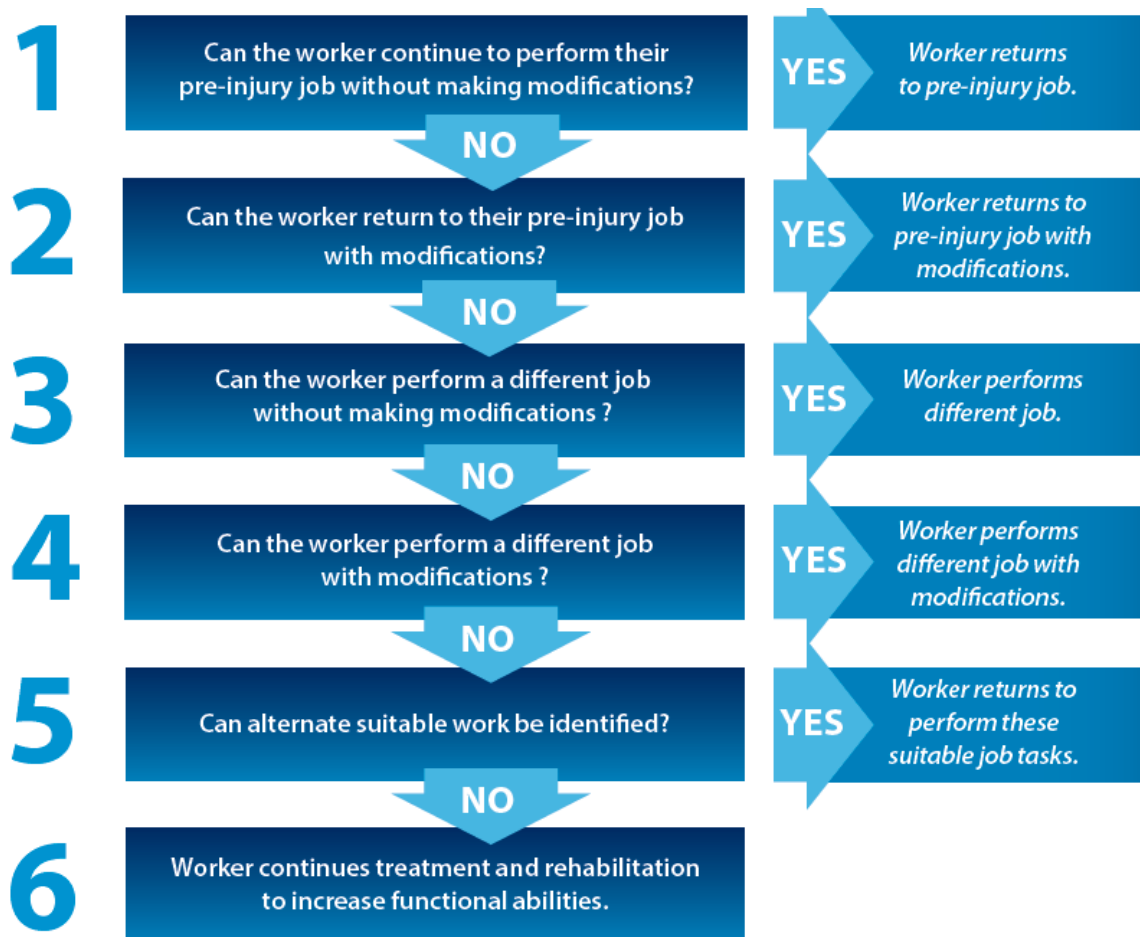 1
Can the worker continue to perform their
pre-injury job without making modifications?
YES
Worker returns
to pre-injury job.
NO
2
Can the worker return to their pre-injury job
with modifications?
YES
Worker returns to
pre-injury job with
modifications.
NO
3
Can the worker perform a different job
without making modifications ?
YES
Worker performs
different job.
NO
4
Can the worker perform a different job
with modifications ?
YES
Worker performs
different job with
modifications.
NO
5
Can alternate suitable work be identified?
YES
Worker returns to
perform these
suitable job tasks.
NO
6
Worker continues treatment and rehabilitation
to increase functional abilities.